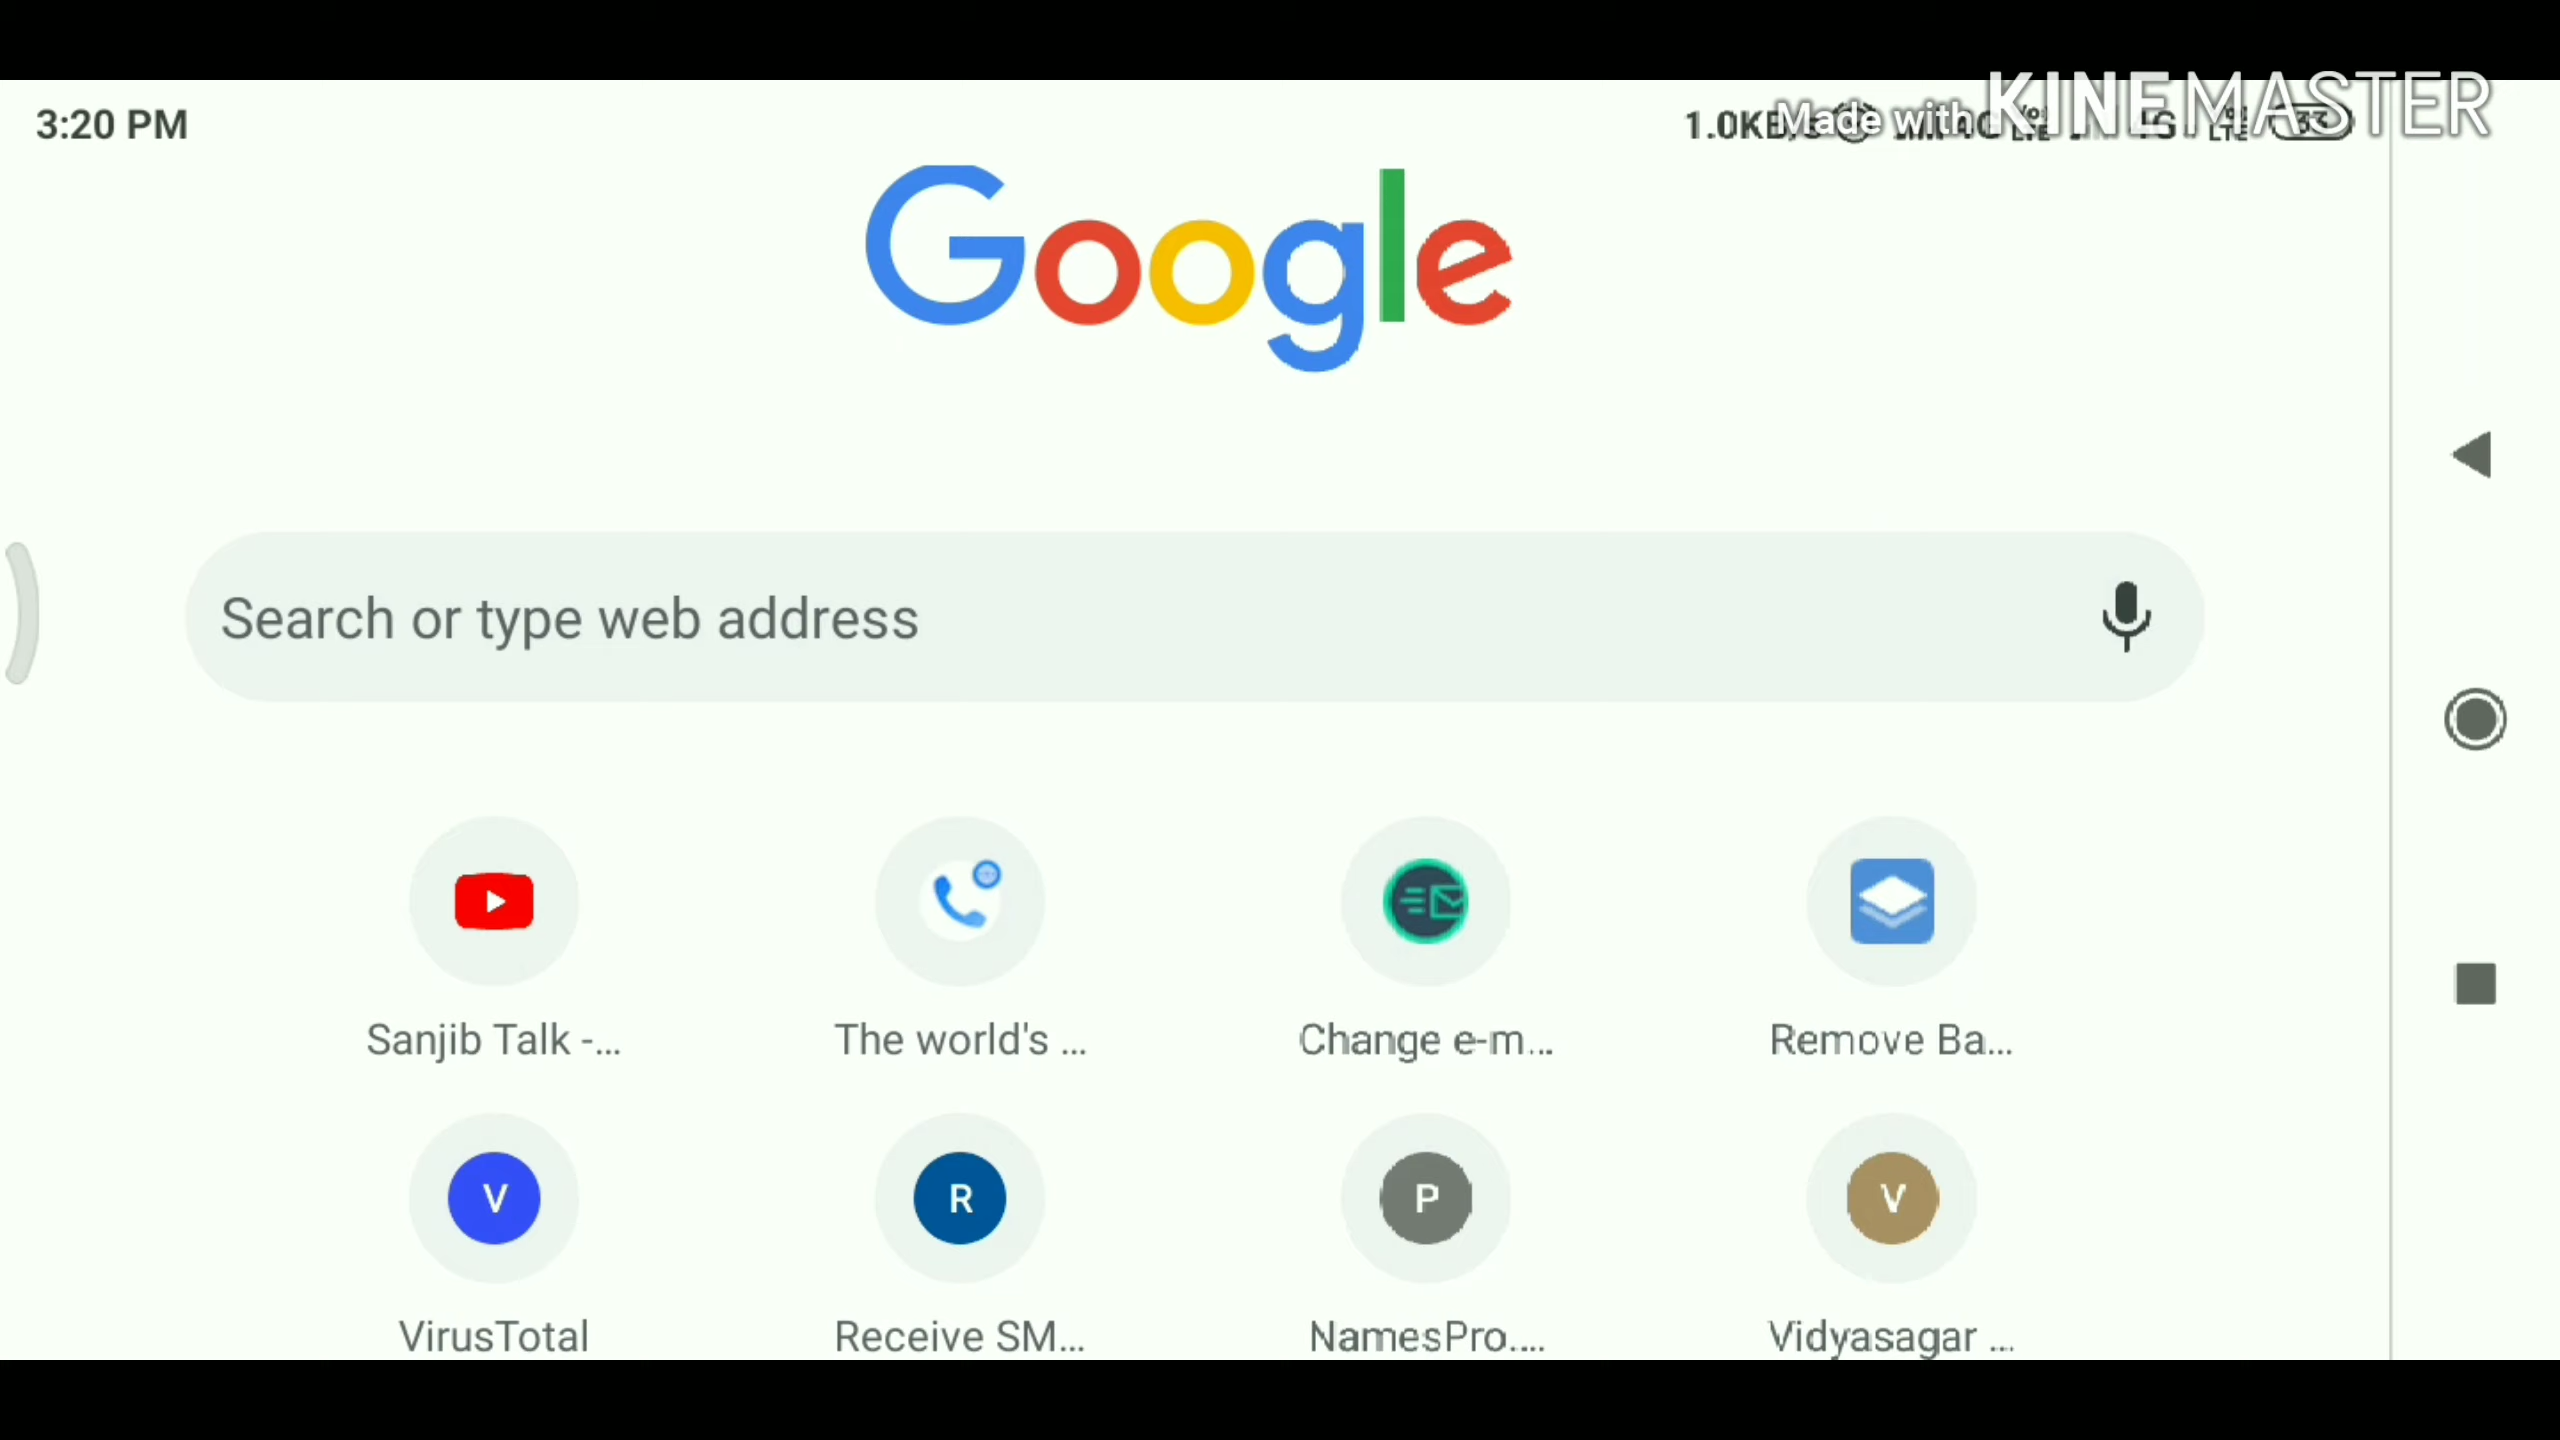 3:20 PM
Made with KINEMASTER
Google
Search or type web address
Sanjib Talk -...
The world's ...
Change e-m...
Remove Ba...
V
R
P
V
VirusTotal
Receive SM...
NamesPro....
Vidyasagar ...